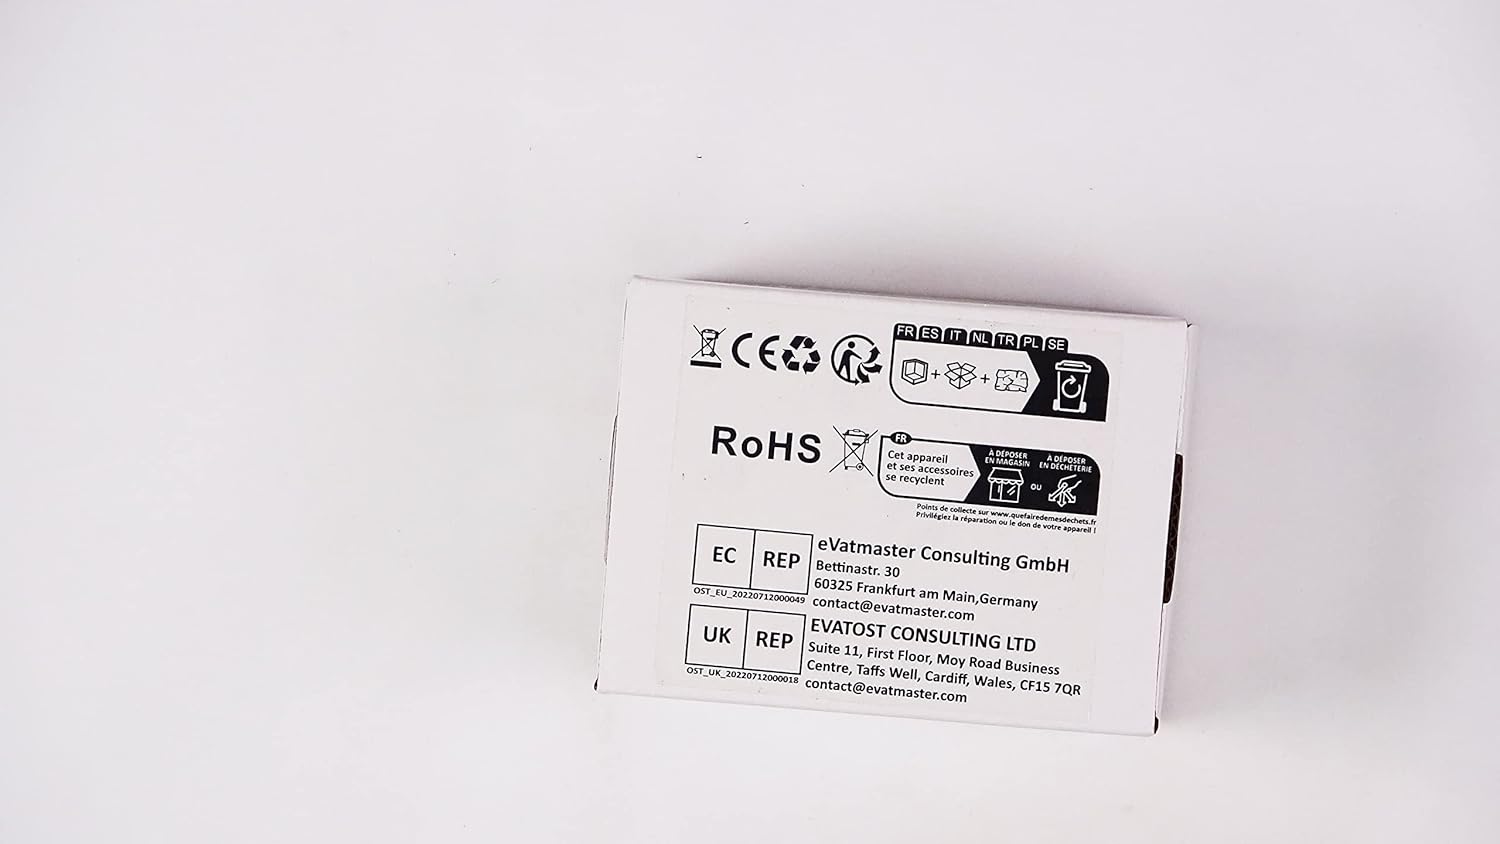 CE
FR ES IT NL TR PL SE
+ +
RoHS
FR
Cet appareil
et ses accessoires
se recyclent
À DÉPOSER
EN MAGASIN
OU
À DÉPOSER
EN DÉCHÈTERIE
Points de collecte sur www.quefairedemesdechets.fr
Privilégiez la réparation ou le don de votre appareil !
EC REP
OST_EU_20220712000049
eVatmaster Consulting GmbH
Bettinastr. 30
60325 Frankfurt am Main,Germany
contact@evatmaster.com
UK REP
OST_UK_20220712000018
EVATOST CONSULTING LTD
Suite 11, First Floor, Moy Road Business
Centre, Taffs Well, Cardiff, Wales, CF15 7QR
contact@evatmaster.com